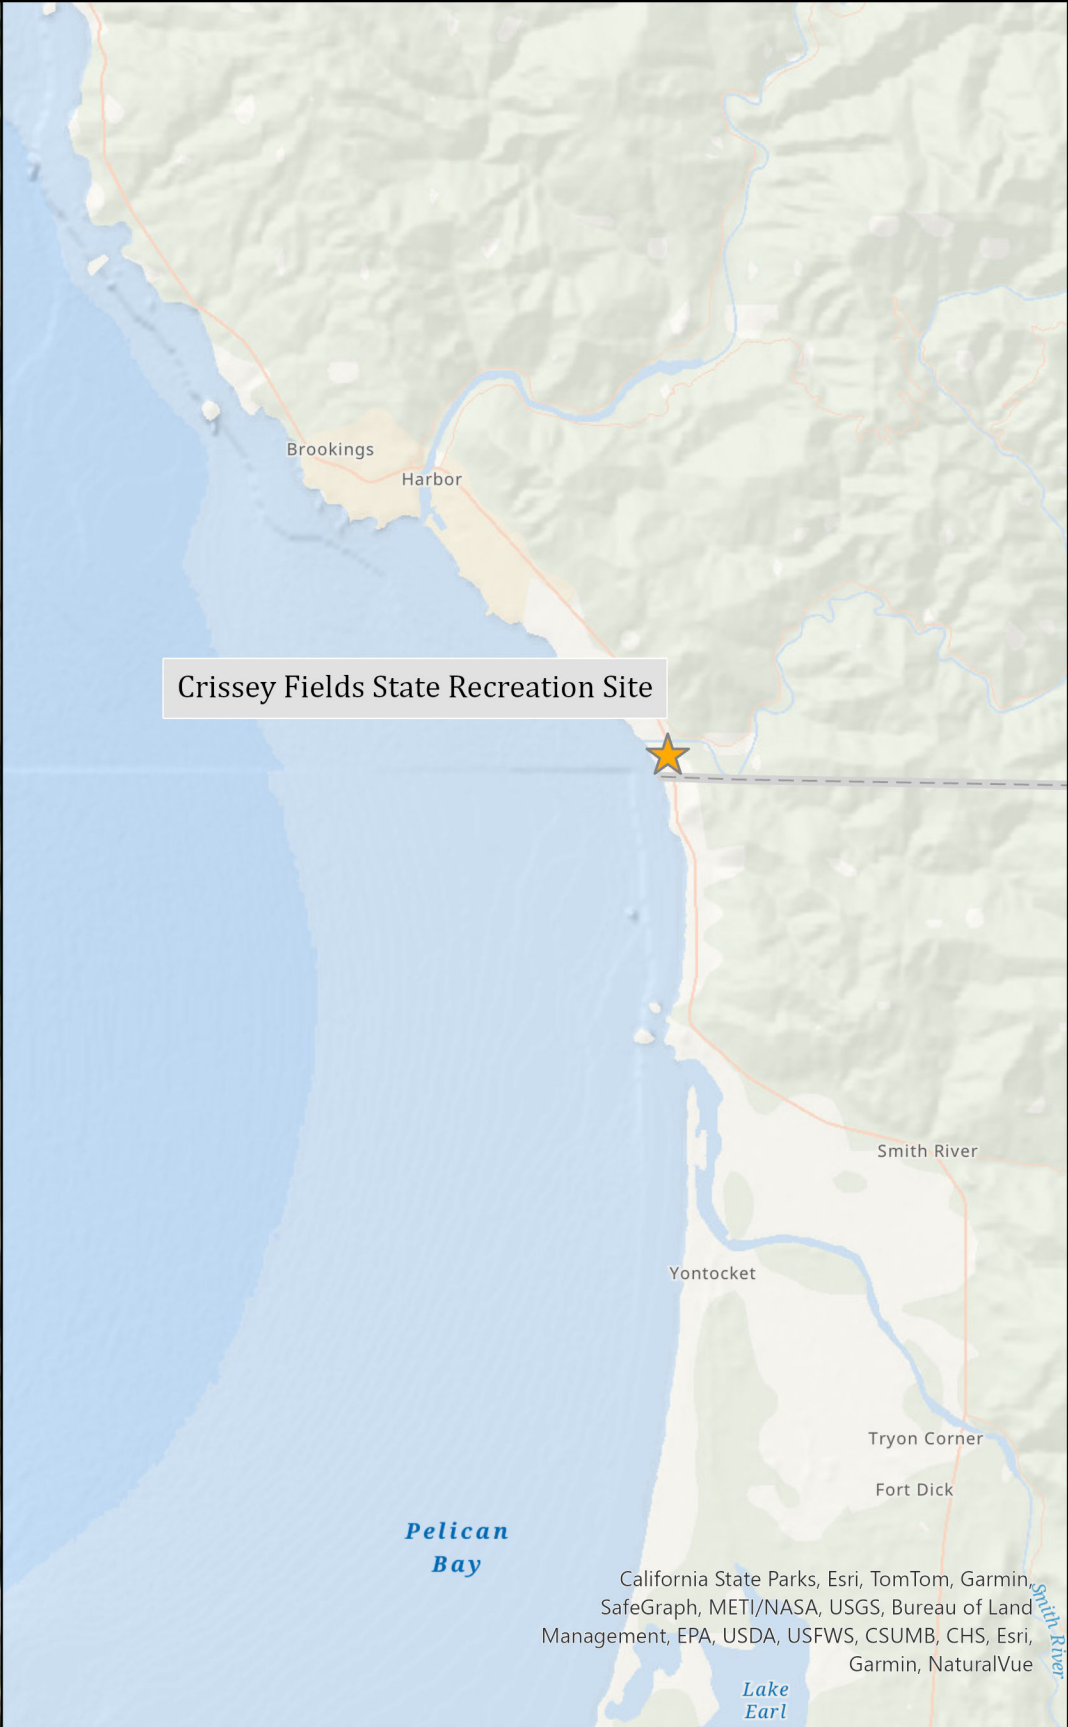 Brookings
Harbor
Crissey Fields State Recreation Site
Smith River
Yontocket
Tryon Corner
Fort Dick
Pelican
Bay
California State Parks, Esri, TomTom, Garmin,
SafeGraph, METI/NASA, USGS, Bureau of Land
Management, EPA, USDA, USFWS, CSUMB, CHS, Esri,
Garmin, NaturalVue
Smith River
Lake
Earl